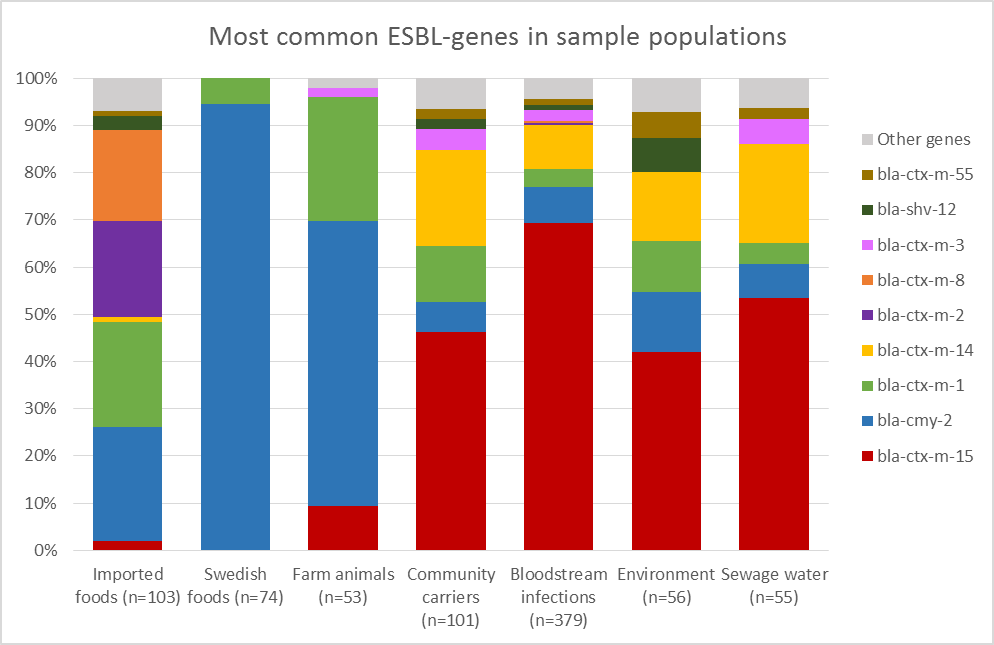 Most common ESBL-genes in sample populations
100%
90%
80%
70%
60%
50%
40%
30%
20%
10%
0%
Imported
foods (n=103)
Swedish
foods (n=74)
Farm animals
(n=53)
Community
carriers
(n=101)
Bloodstream
infections
(n=379)
Environment
(n=56)
Sewage water
(n=55)
Other genes
bla-ctx-m-55
bla-shv-12
bla-ctx-m-3
bla-ctx-m-8
bla-ctx-m-2
bla-ctx-m-14
bla-ctx-m-1
bla-cmy-2
bla-ctx-m-15